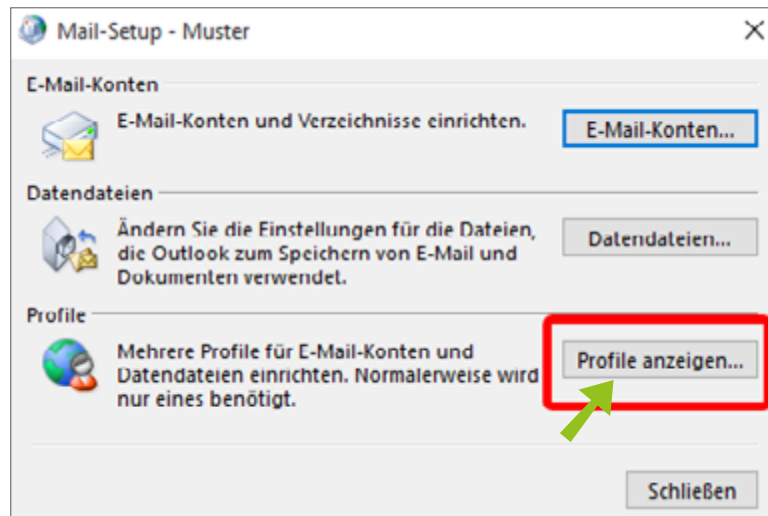 Mail-Setup - Muster
E-Mail-Konten
E-Mail-Konten und Verzeichnisse einrichten.
E-Mail-Konten...
Datendateien
Ändern Sie die Einstellungen für die Dateien,
die Outlook zum Speichern von E-Mail und
Dokumenten verwendet.
Datendateien...
Profile
Mehrere Profile für E-Mail-Konten und
Datendateien einrichten. Normalerweise wird
nur eines benötigt.
Profile anzeigen...
Schließen